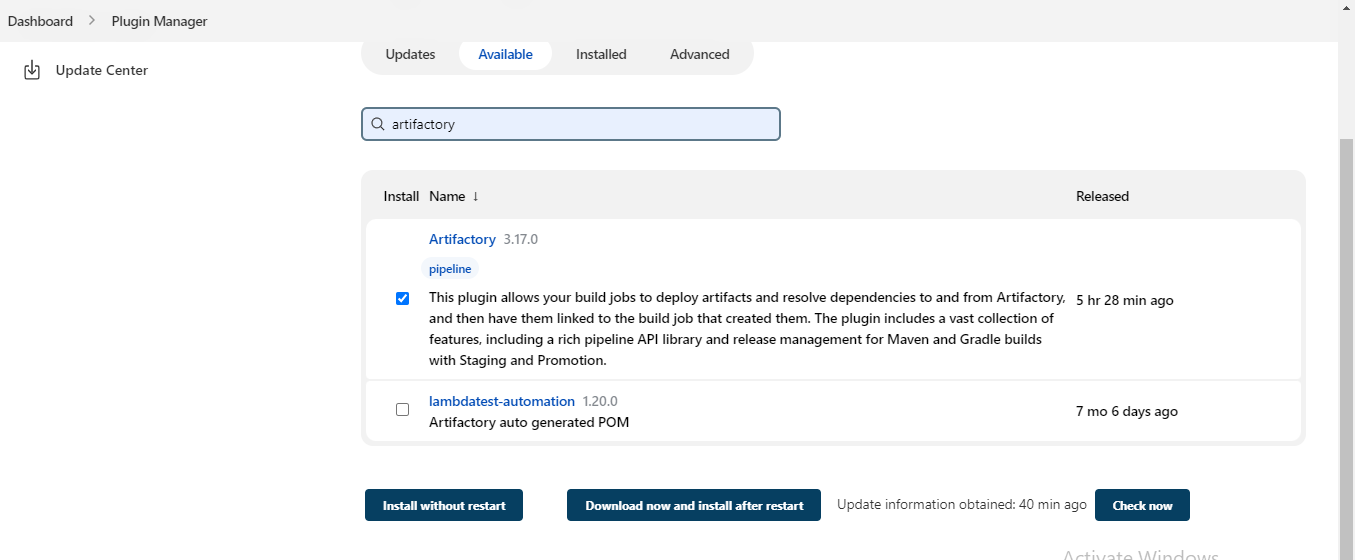 Dashboard > Plugin Manager
Update Center
Updates Available Installed Advanced
artifactory
Install Name ↓ Released
Artifactory 3.17.0
pipeline
This plugin allows your build jobs to deploy artifacts and resolve dependencies to and from Artifactory,
and then have them linked to the build job that created them. The plugin includes a vast collection of
features, including a rich pipeline API library and release management for Maven and Gradle builds
with Staging and Promotion.
5 hr 28 min ago
lambdatest-automation 1.20.0
Artifactory auto generated POM
7 mo 6 days ago
Install without restart Download now and install after restart Update information obtained: 40 min ago Check now
Activate Windows